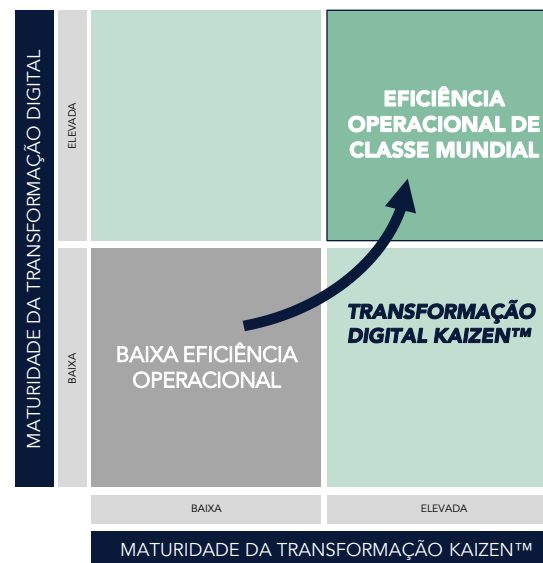 MATURIDADE DA TRANSFORMAÇÃO DIGITAL
ELEVADA
EFICIÊNCIA
OPERACIONAL DE
CLASSE MUNDIAL
BAIXA
BAIXA EFICIÊNCIA
OPERACIONAL
TRANSFORMAÇÃO
DIGITAL KAIZEN™
BAIXA
ELEVADA
MATURIDADE DA TRANSFORMAÇÃO KAIZEN™